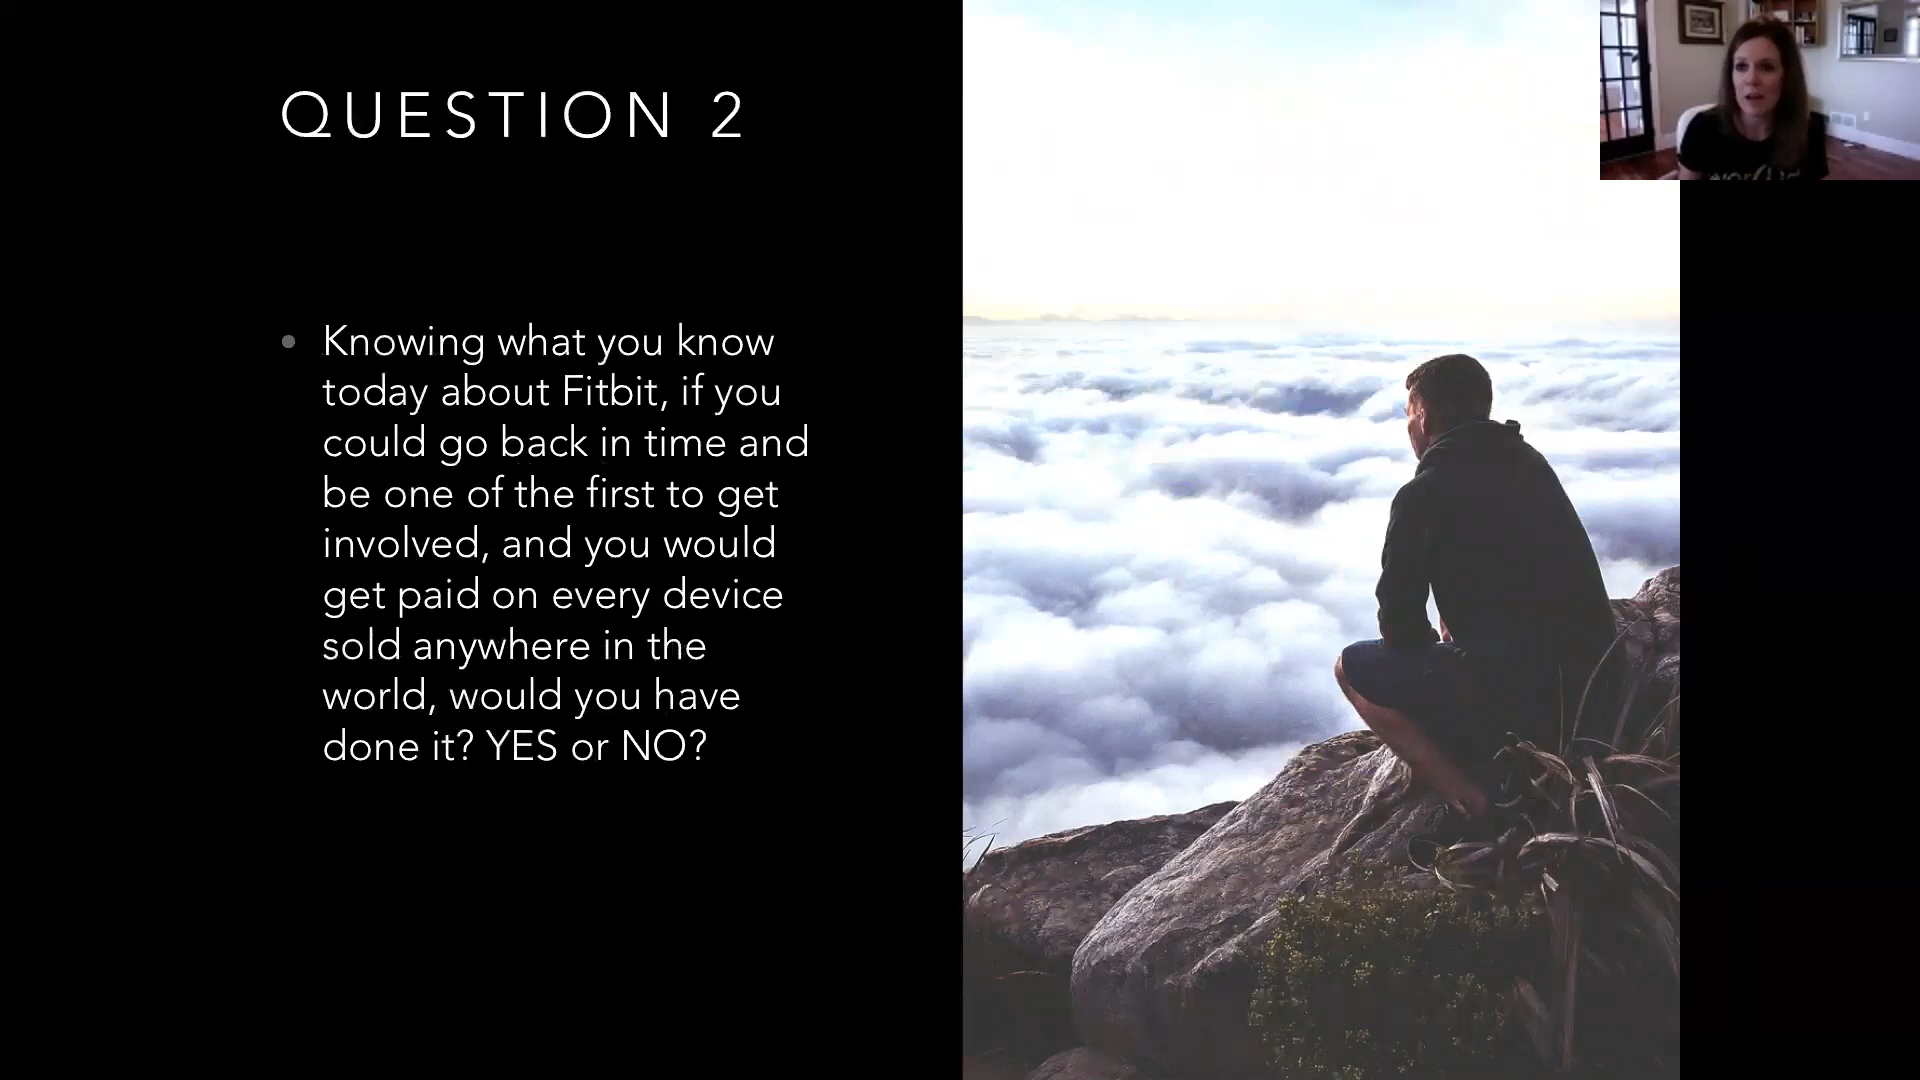 QUESTION 2
Knowing what you know
today about Fitbit, if you
could go back in time and
be one of the first to get
involved, and you would
get paid on every device
sold anywhere in the
world, would you have
done it? YES or NO?